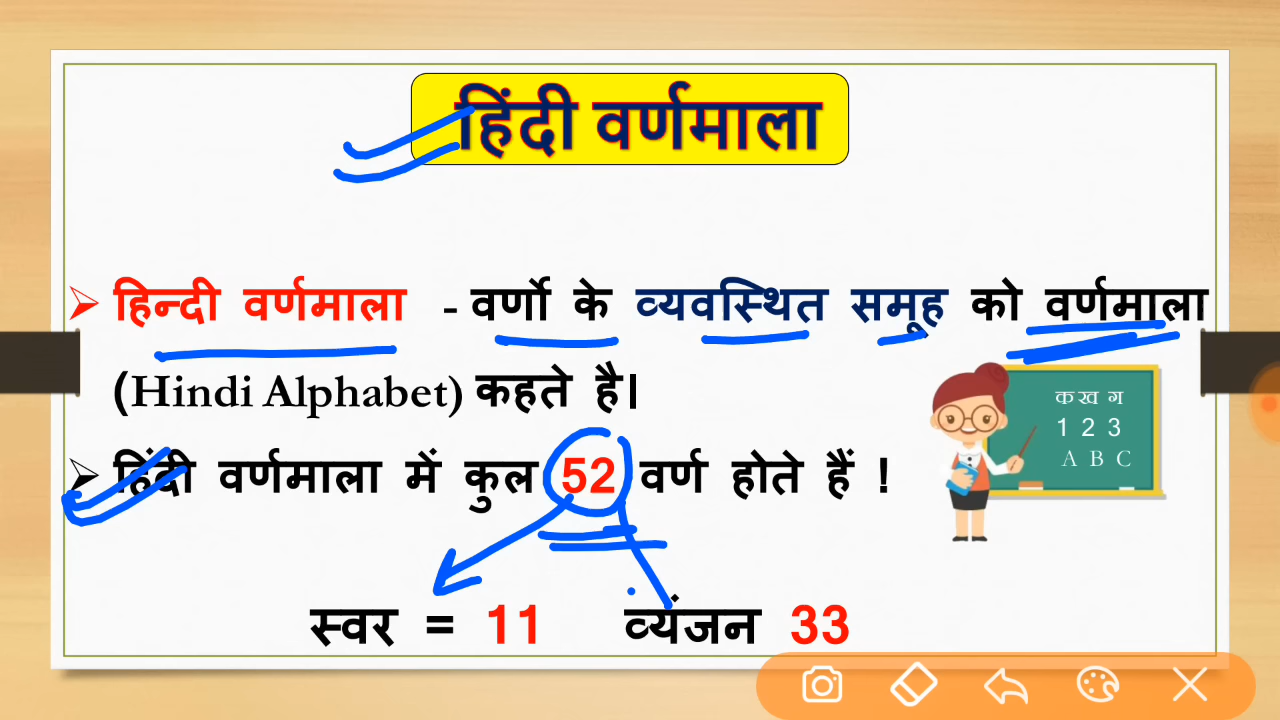 हिंदी वर्णमाला
हिन्दी वर्णमाला - वर्णो के व्यवस्थित समूह को वर्णमाला
(Hindi Alphabet) कहते है।
हिंदी वर्णमाला में कुल 52 वर्ण होते हैं !
क ख ग
1 2 3
A B C
स्वर = 11 व्यंजन 33